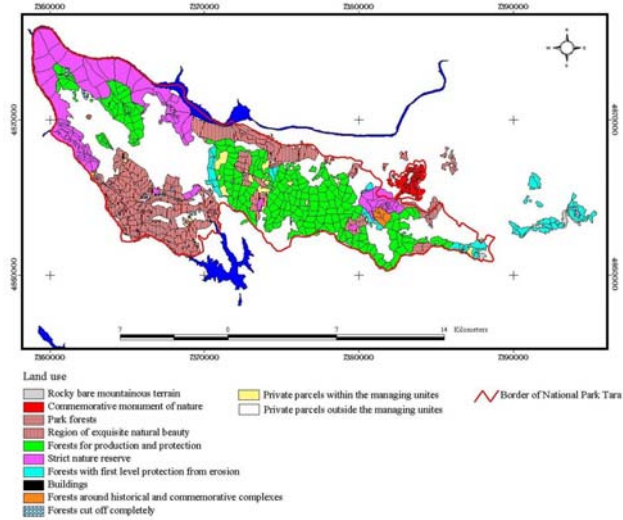 7360000 7370000 7380000 7390000
4870000 4870000
4860000 4860000
7 0 7 14 Kilometers
7360000 7370000 7380000 7390000
Land use
Rocky bare mountainous terrain
Commemorative monument of nature
Park forests
Region of exquisite natural beauty
Forests for production and protection
Strict nature reserve
Forests with first level protection from erosion
Buildings
Forests around historical and commemorative complexes
Forests cut off completely
Private parcels within the managing unites
Private parcels outside the managing unites
Border of National Park Tara